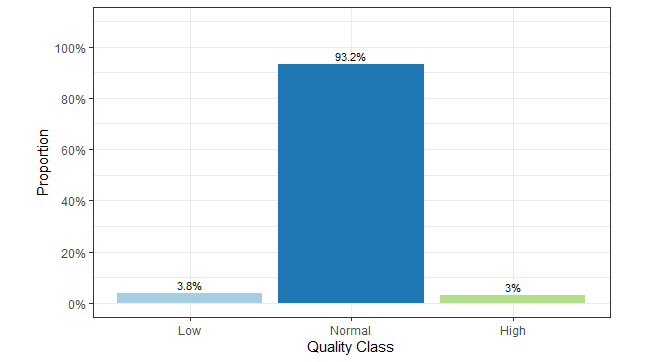 Proportion
100%
80%
60%
40%
20%
0%
3.8%
93.2%
3%
Low
Normal
High
Quality Class